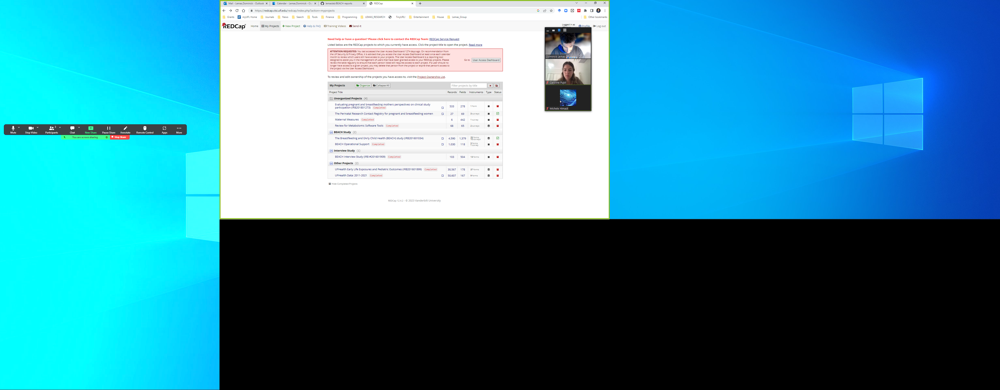 Mail - Lemas,Dominick - Outlook
Calendar - Lemas,Dominick - Ou
lemaslab/BEACH-reports
REDCap
https://redcap.ctsi.ufl.edu/redcap/index.php?action=myprojects
Grants
UF myUFL Home
Journals
News
Search
Tools
Finance
Programming
LEMAS_RESEARCH
TinyURL!
Entertainment
House
Lemas_Group
Other bookmarks
REDCap
Home
My Projects
New Project
Help & FAQ
Training Videos
Send-It
Logged in as
Profile
Log out
Need help or have a question? Please click here to contact the REDCap Team: REDCap Service Request
Listed below are the REDCap projects to which you currently have access. Click the project title to open the project. Read more
ATTENTION REQUESTED: You last accessed the User Access Dashboard 1274 days ago. On recommendation from
the UF Security & Privacy Office, it is advised that you access the User Access Dashboard at least once each calendar
month to review which users still have access to your projects. The User Access Dashboard is a reporting tool
designed to assist you in the management of users that have been granted access to your REDCap projects. Please
review the table regularly to ensure that each person listed still requires access to each project. If a user should no
longer have access to a given project, you may delete that person from the project or expire that person's access to
the project via the User Access Dashboard.
Go to User Access Dashboard
To review and edit ownership of the projects you have access to, visit the Project Ownership List.
My Projects
Organize
Collapse All
Filter projects by title
Project Title Records Fields Instruments Type Status
Unorganized Projects (4)
Evaluating pregnant and breastfeeding mothers perspectives on clinical study
participation (IRB201801273) Completed 533 278 1 form
The Perinatal Research Contact Registry for pregnant and breastfeeding women 27 69 3 surveys
Maternal Measures Completed 6 442 1 survey
Review for Metabolomic Software Tools Completed 68 65 2 surveys
BEACH Study (2)
The Breastfeeding and EArly Child Health (BEACH) study (IRB201601034) 4,590 1,379 25 forms
10 surveys
BEACH Operational Support Completed 1,030 118 3 forms
1 survey
Interview Study (1)
BEACH Interview Study (IRB #201601909) Completed 103 504 13 forms
Other Projects (2)
UFHealth Early Life Exposures and Pediatric Outcomes (IRB201601899) Completed 30,567 178 37 forms
UFHealth Data: 2011-2021 Completed 50,607 167 9 forms
Hide Completed Projects
REDCap 12.4.2 - © 2023 Vanderbilt University
Dominick Lemas
Caroline Pujol
Michele Himadi
3
Mute
Stop Video
Participants
Chat
New Share
Pause Share
Annotate
Remote Control
Apps
More
You are screen sharing
Stop Share